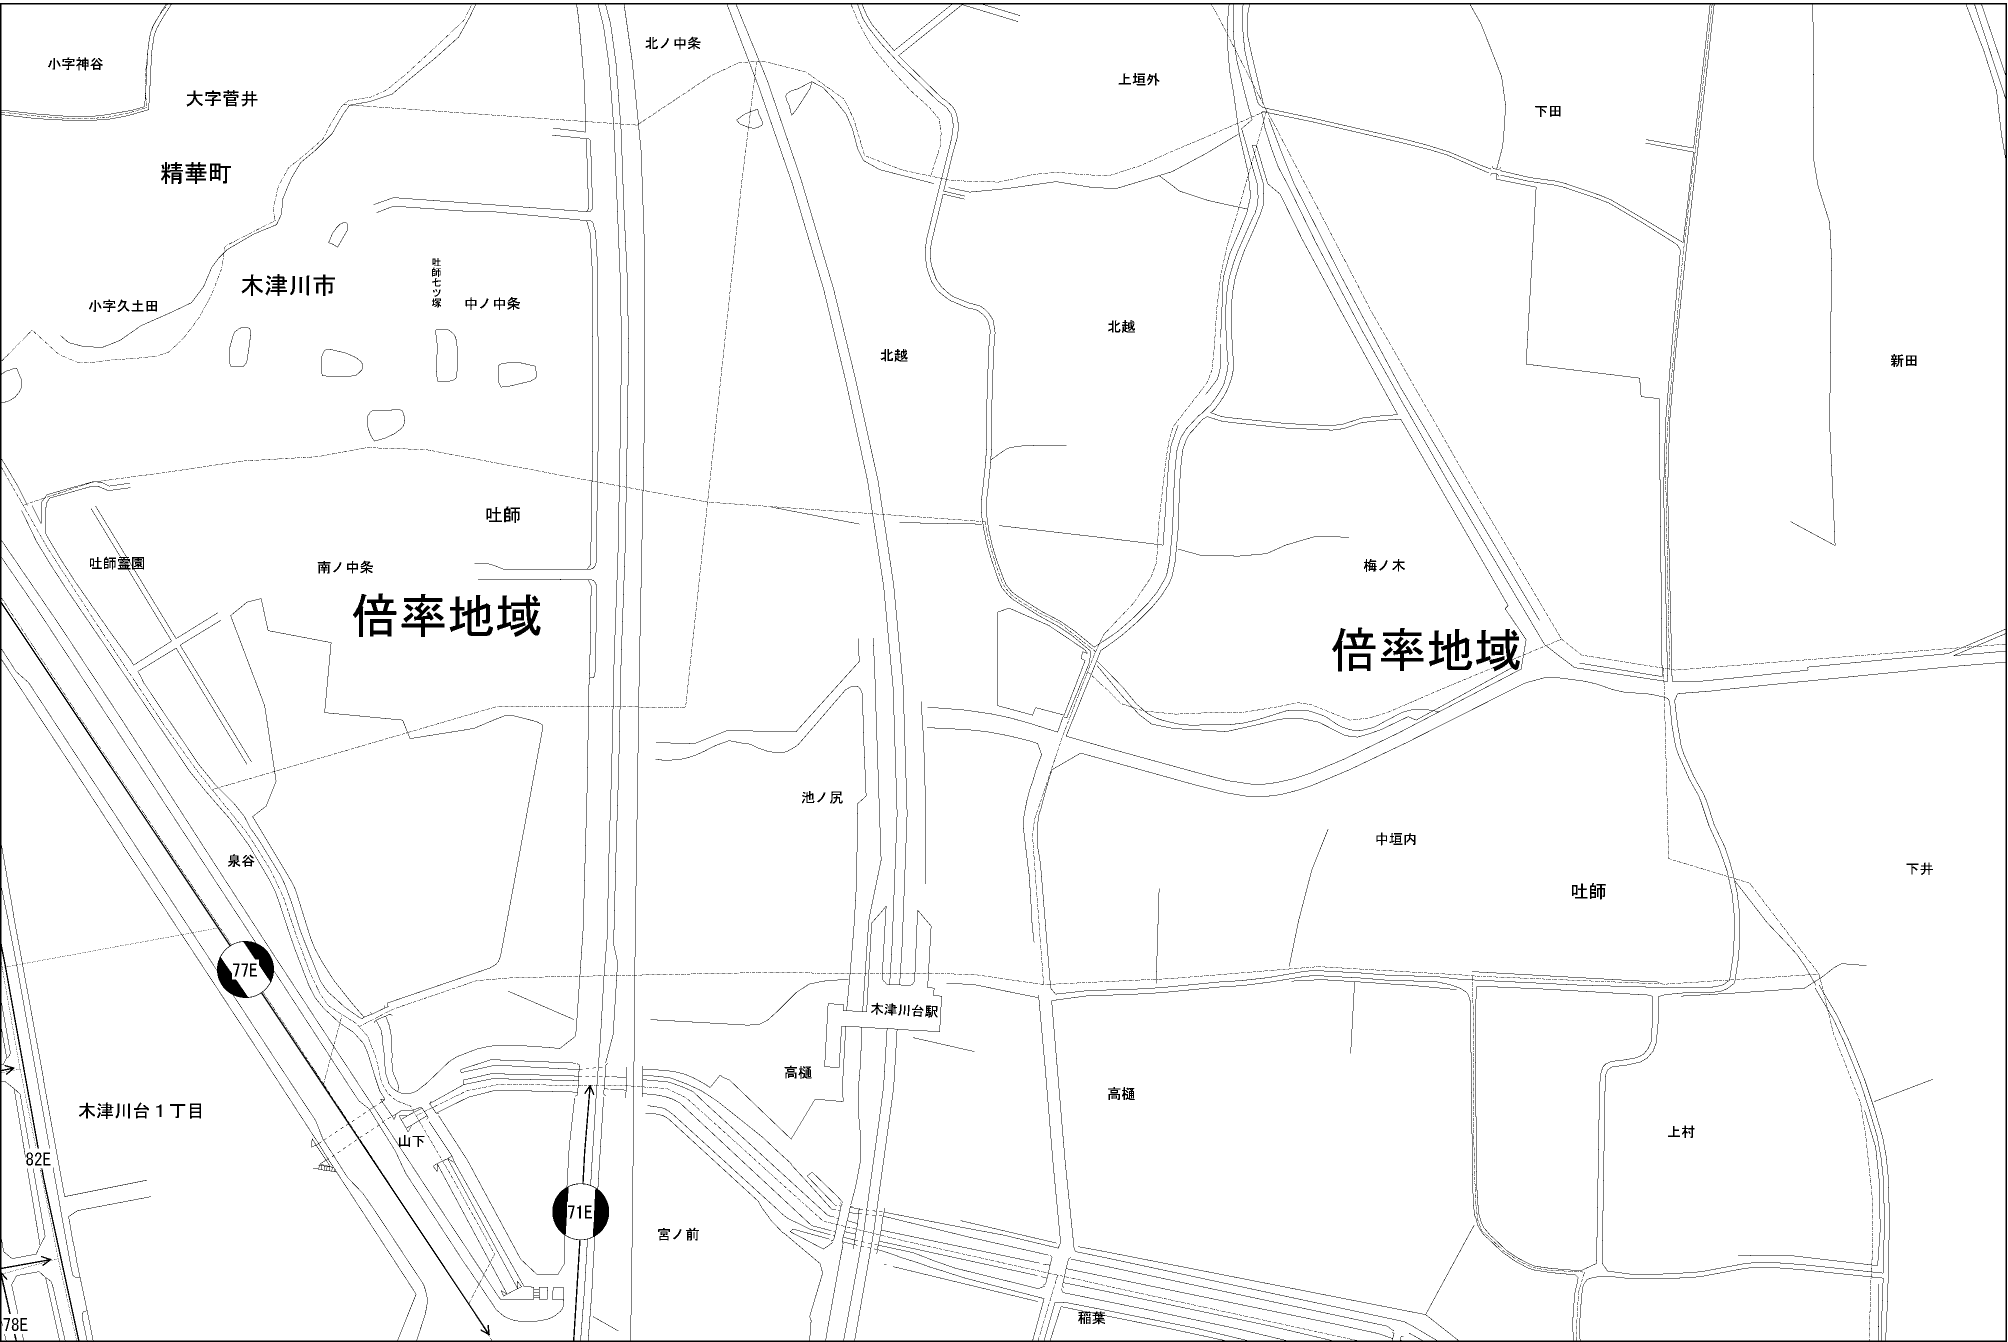 北ノ中条
小字神谷
上垣外
大字菅井
下田
精華町
木津川市
吐師七ツ塚
小字久土田
中ノ中条
北越
北越
新田
吐師
吐師霊園
南ノ中条
梅ノ木
倍率地域
倍率地域
池ノ尻
中垣内
泉谷
下井
吐師
77E
木津川台駅
高樋
高樋
木津川台1丁目
山下
上村
82E
71E
宮ノ前
稲葉
78E